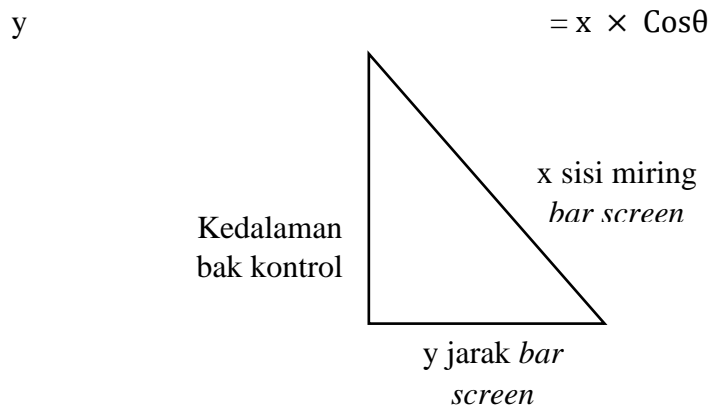 y = x × Cosθ
x sisi miring
bar screen
Kedalaman
bak kontrol
y jarak bar
screen